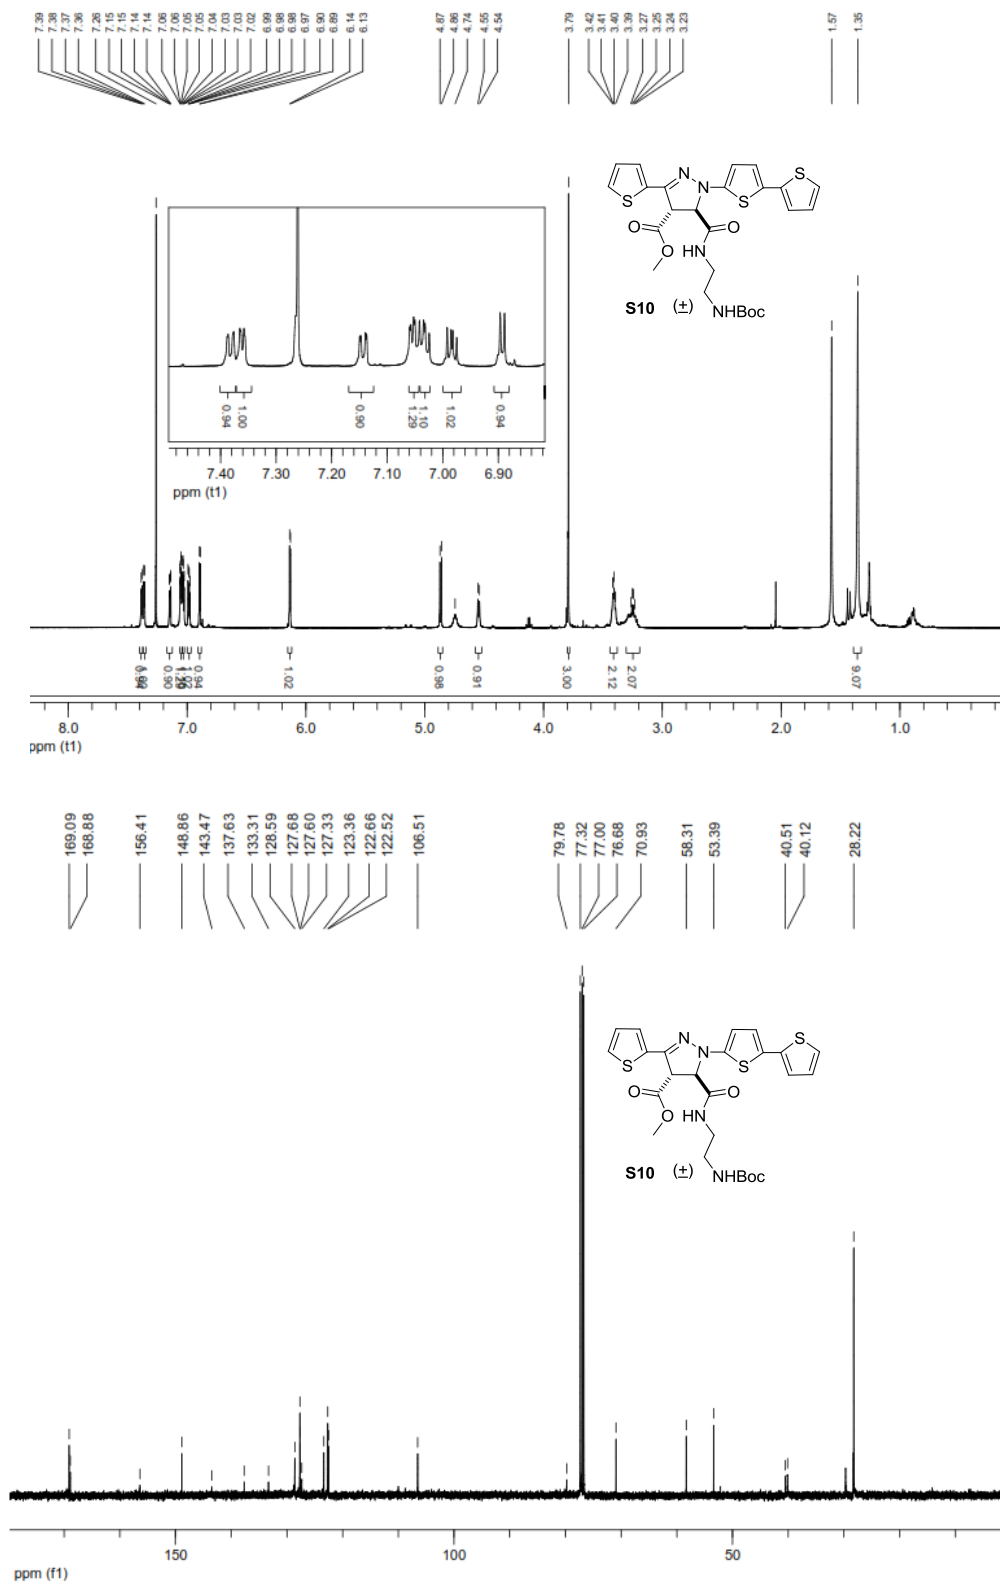 7.39 7.38 7.37 7.36 7.26 7.15 7.15 7.14 7.14 7.06 7.06 7.05 7.05 7.04 7.03 7.03 7.02 6.99 6.98 6.98 6.97 6.90 6.89 6.14 6.13 4.87 4.86 4.74 4.55 4.54 3.79 3.42 3.41 3.40 3.39 3.27 3.25 3.24 3.23 1.57 1.35
S N N S S
S
O O
O HN
NHBoc
S10 (±)
0.94 1.00 0.90 1.29 1.10 1.02 0.94
7.40 7.30 7.20 7.10 7.00 6.90
ppm (t1)
0.90 1.02 0.94 1.02 0.98 0.91 3.00 2.12 2.07 9.07
8.0 7.0 6.0 5.0 4.0 3.0 2.0 1.0
ppm (t1)
169.09 168.88 156.41 148.86 143.47 137.63 133.31 128.59 127.68 127.60 127.33 123.36 122.66 122.52 106.51 79.78 77.32 77.00 76.68 70.93 58.31 53.39 40.51 40.12 28.22
S N N S S
O O
O HN
S10 (±) NHBoc
150 100 50
ppm (f1)